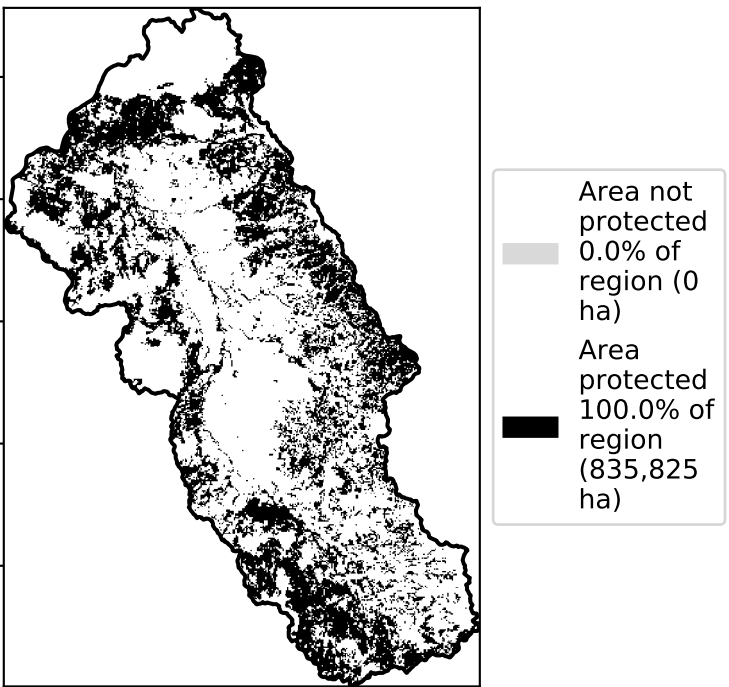 Area not
protected
0.0% of
region (0
ha)
Area
protected
100.0% of
region
(835,825
ha)